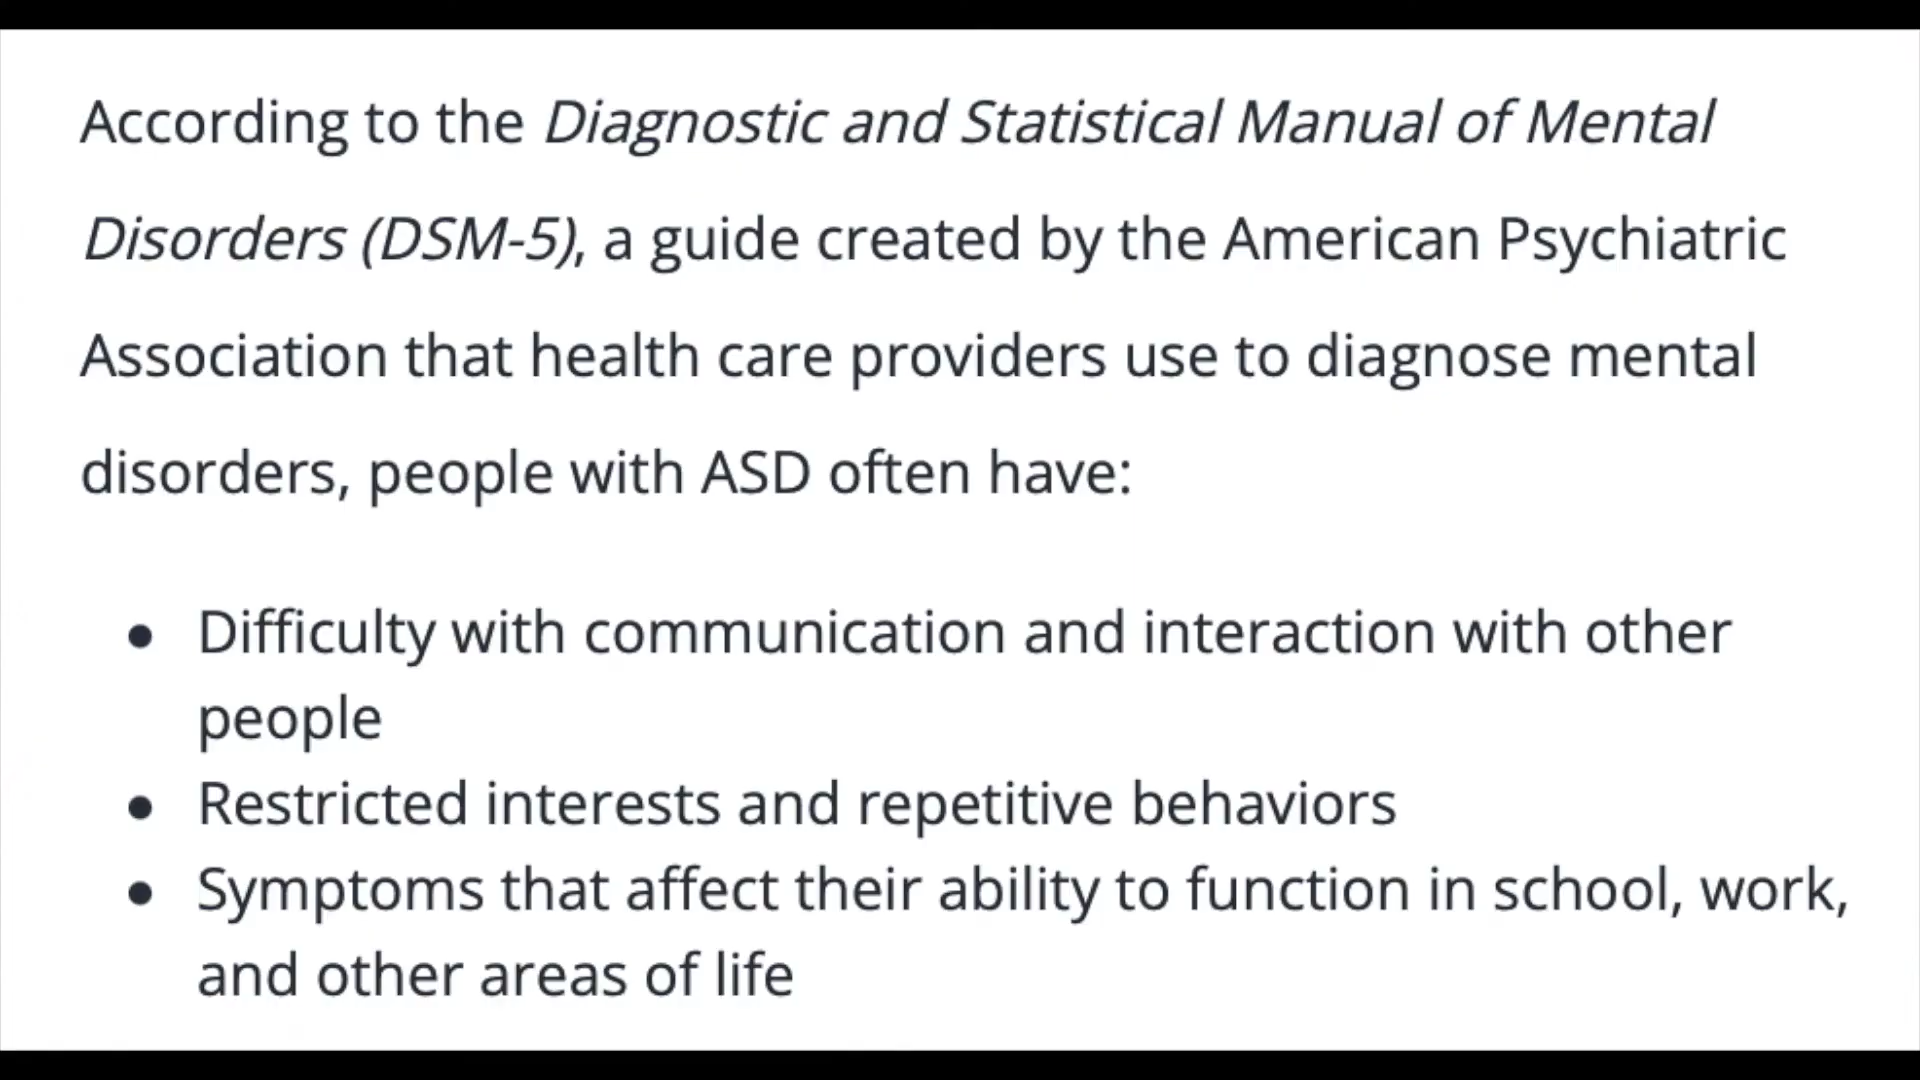 According to the Diagnostic and Statistical Manual of Mental
Disorders (DSM-5), a guide created by the American Psychiatric
Association that health care providers use to diagnose mental
disorders, people with ASD often have:
● Difficulty with communication and interaction with other
people
● Restricted interests and repetitive behaviors
● Symptoms that affect their ability to function in school, work,
and other areas of life